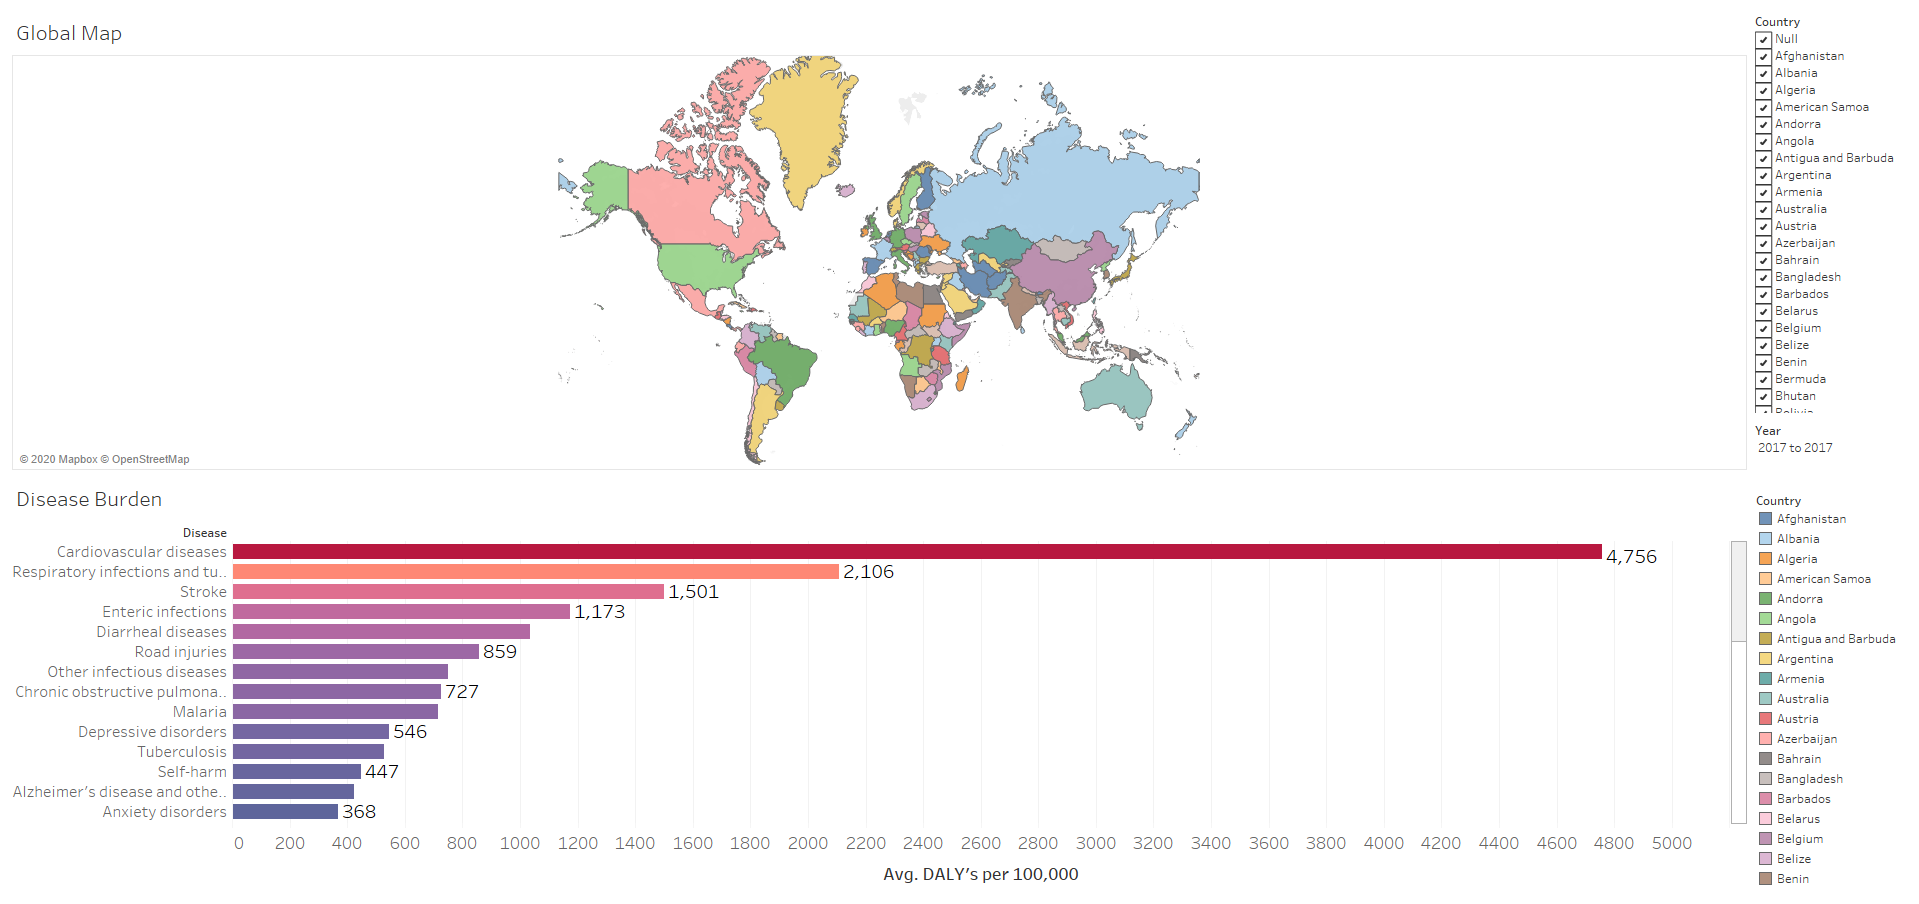 Global Map
© 2020 Mapbox © OpenStreetMap
Country
Null
Afghanistan
Albania
Algeria
American Samoa
Andorra
Angola
Antigua and Barbuda
Argentina
Armenia
Australia
Austria
Azerbaijan
Bahrain
Bangladesh
Barbados
Belarus
Belgium
Belize
Benin
Bermuda
Bhutan
Bolivia
Year
2017 to 2017
Disease Burden
Disease
Cardiovascular diseases 4,756
Respiratory infections and tu.. 2,106
Stroke 1,501
Enteric infections 1,173
Diarrheal diseases
Road injuries 859
Other infectious diseases
Chronic obstructive pulmona.. 727
Malaria
Depressive disorders 546
Tuberculosis
Self-harm 447
Alzheimer's disease and othe..
Anxiety disorders 368
0 200 400 600 800 1000 1200 1400 1600 1800 2000 2200 2400 2600 2800 3000 3200 3400 3600 3800 4000 4200 4400 4600 4800 5000
Avg. DALY's per 100,000
Country
Afghanistan
Albania
Algeria
American Samoa
Andorra
Angola
Antigua and Barbuda
Argentina
Armenia
Australia
Austria
Azerbaijan
Bahrain
Bangladesh
Barbados
Belarus
Belgium
Belize
Benin